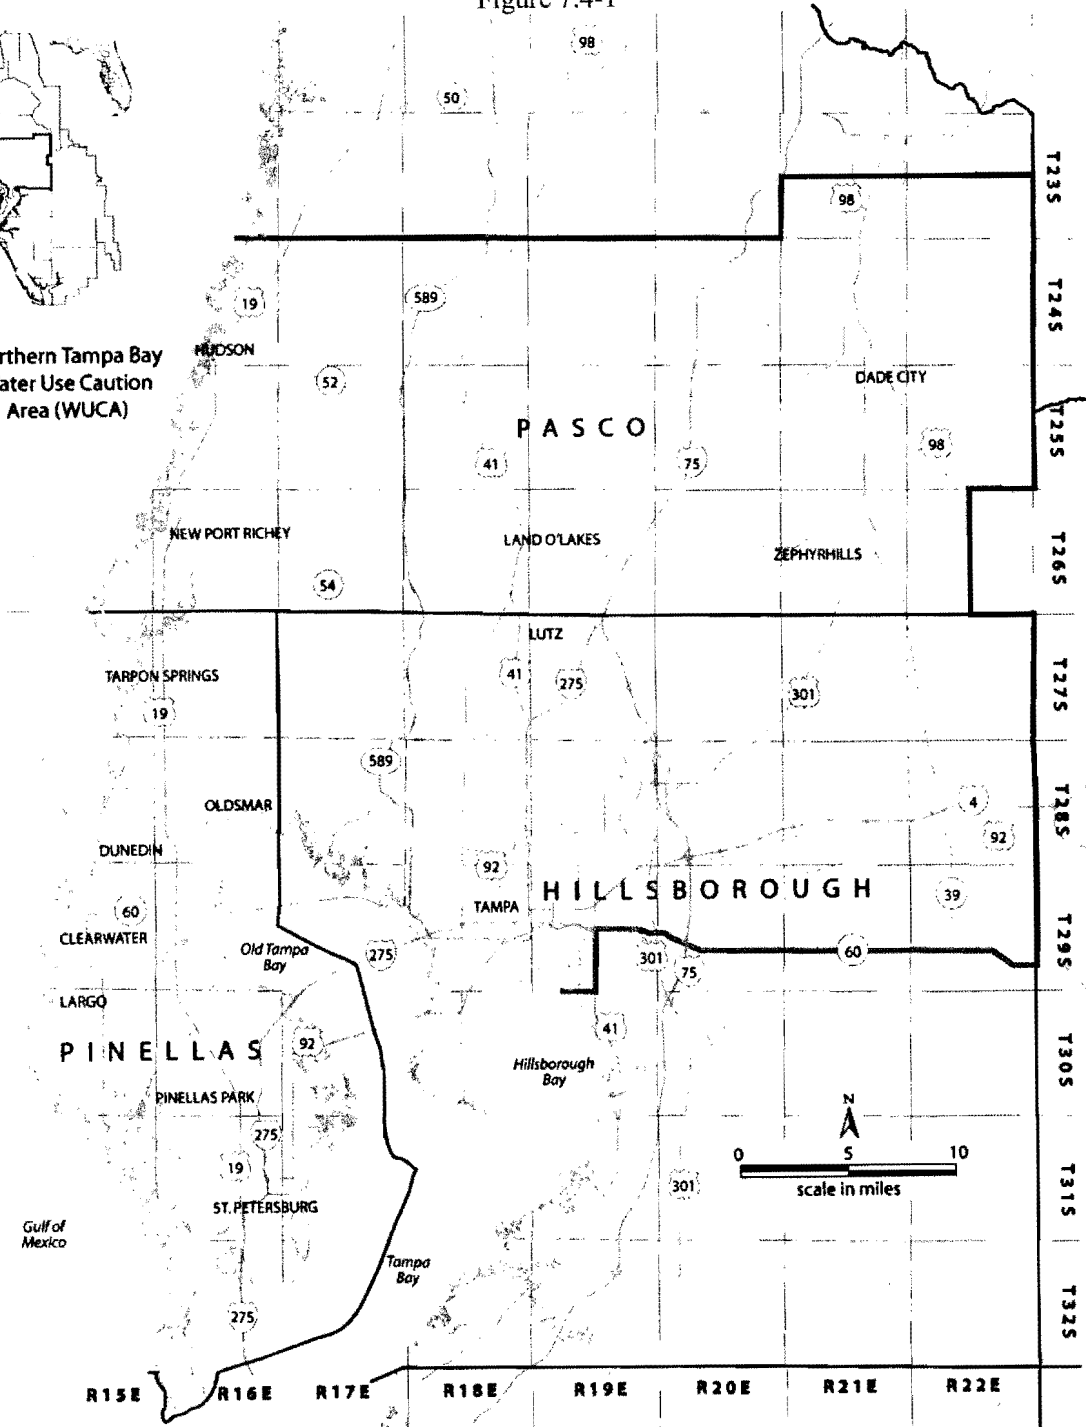 Figure 7.4-1
98
50
T23S
98
T24S
19
589
HUDSON
rthern Tampa Bay
ater Use Caution
Area (WUCA)
52
DADE CITY
PASCO
T25S
98
41
75
NEW PORT RICHEY
LAND O'LAKES
ZEPHYRHILLS
T26S
54
LUTZ
TARPON SPRINGS
41
275
301
T27S
19
589
OLDSMAR
4
T28S
92
DUNEDIN
92
HILLSBOROUGH
39
TAMPA
60
CLEARWATER
Old Tampa
Bay
275
301
60
75
T29S
LARGO
41
92
PINELLAS
Hillsborough
Bay
T30S
PINELLAS PARK
N
275
0 5 10
scale in miles
19
301
T31S
ST. PETERSBURG
Gulf of
Mexico
Tampa
Bay
275
T32S
R15E R16E R17E R18E R19E R20E R21E R22E